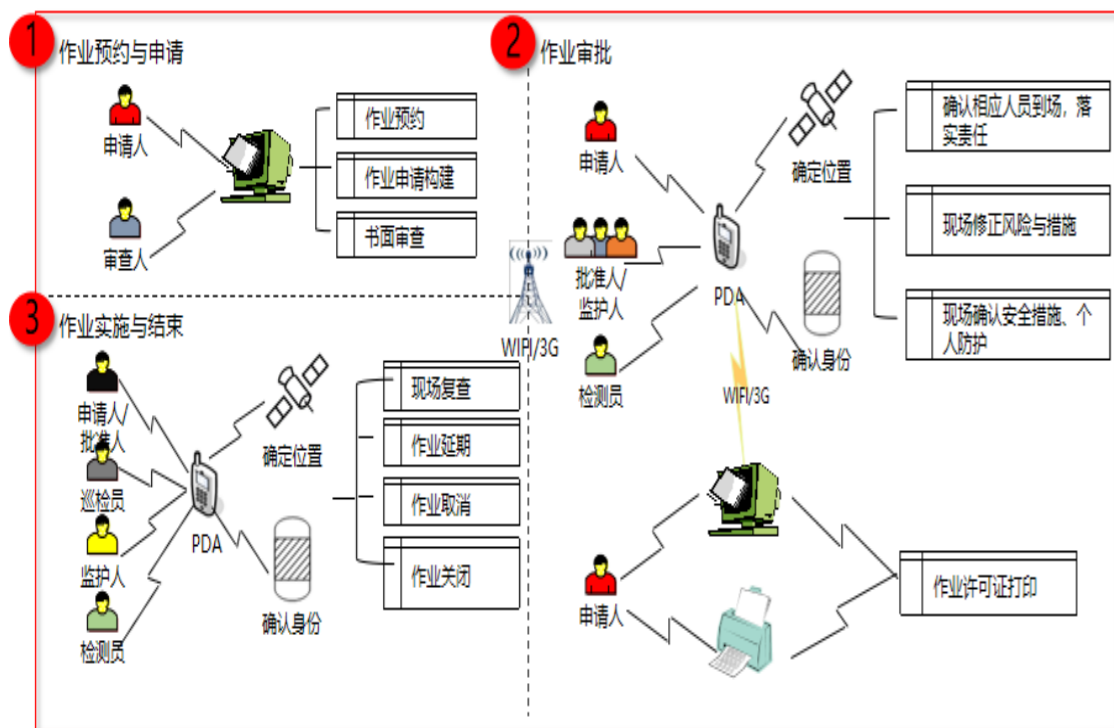 1
作业预约与申请
申请人
审查人
作业预约
作业申请构建
书面审查
2
作业审批
申请人
批准人/
监护人
检测员
PDA
确定位置
确认身份
确认相应人员到场，落
实责任
现场修正风险与措施
现场确认安全措施、个
人防护
WIFI/3G
WIFI/3G
申请人
作业许可证打印
3
作业实施与结束
申请人/
批准人
巡检员
监护人
检测员
PDA
确定位置
确认身份
现场复查
作业延期
作业取消
作业关闭